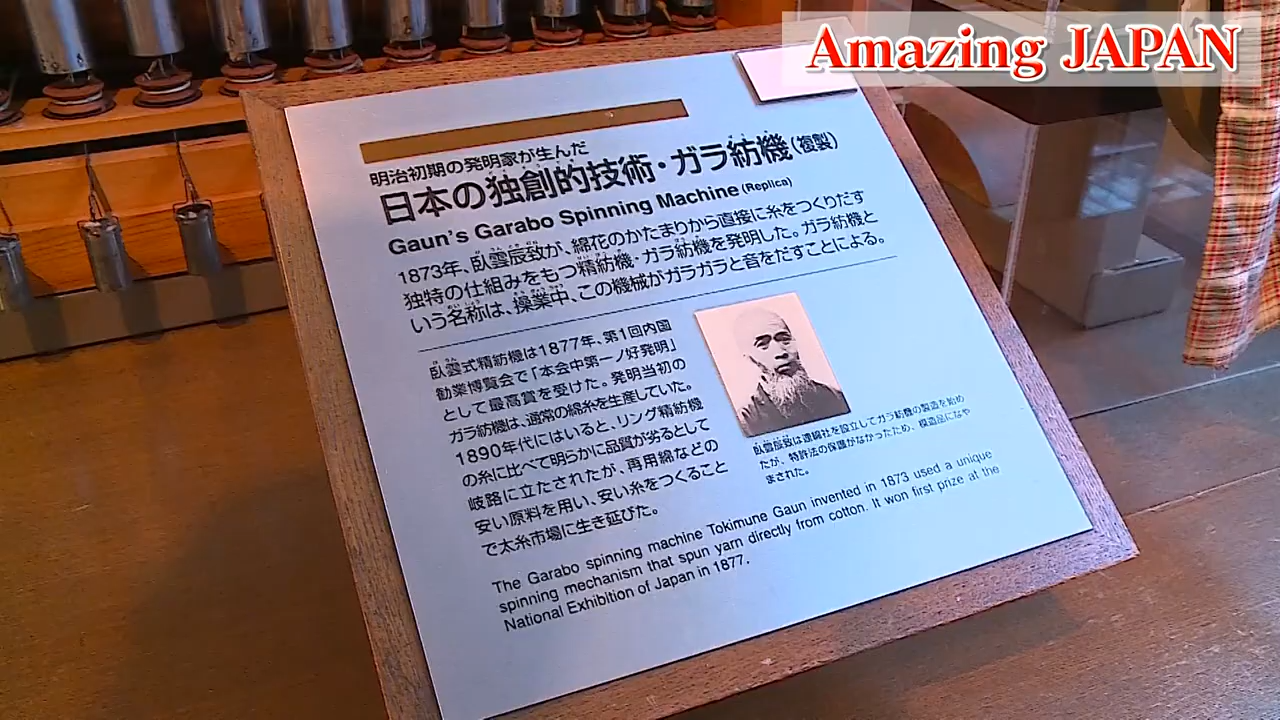 Amazing JAPAN
明治初期の発明家が生んだ
日本の独創的技術・ガラ紡機(複製)
Gaun's Garabo Spinning Machine (Replica)
1873年、臥雲辰致が、綿花のかたまりから直接に糸をつくりだす
独特の仕組みをもつ精紡機・ガラ紡機を発明した。ガラ紡機と
いう名称は、操業中、この機械がガラガラと音をだすことによる。
臥雲式精紡機は1877年、第1回内国
勧業博覧会で「本会中第一ノ好発明」
として最高賞を受けた。発明当初の
ガラ紡機は、通常の綿糸を生産していた。
1890年代にはいると、リング精紡機
の糸に比べて明らかに品質が劣るとして
岐路に立たされたが、再用綿などの
安い原料を用い、安い糸をつくること
で太糸市場に生き延びた。
臥雲辰致は連綿社を設立してガラ紡機の製造を始め
たが、特許法の保護がなかったため、模造品になや
まされた。
The Garabo spinning machine Tokimune Gaun invented in 1873 used a unique
spinning mechanism that spun yarn directly from cotton. It won first prize at the
National Exhibition of Japan in 1877.